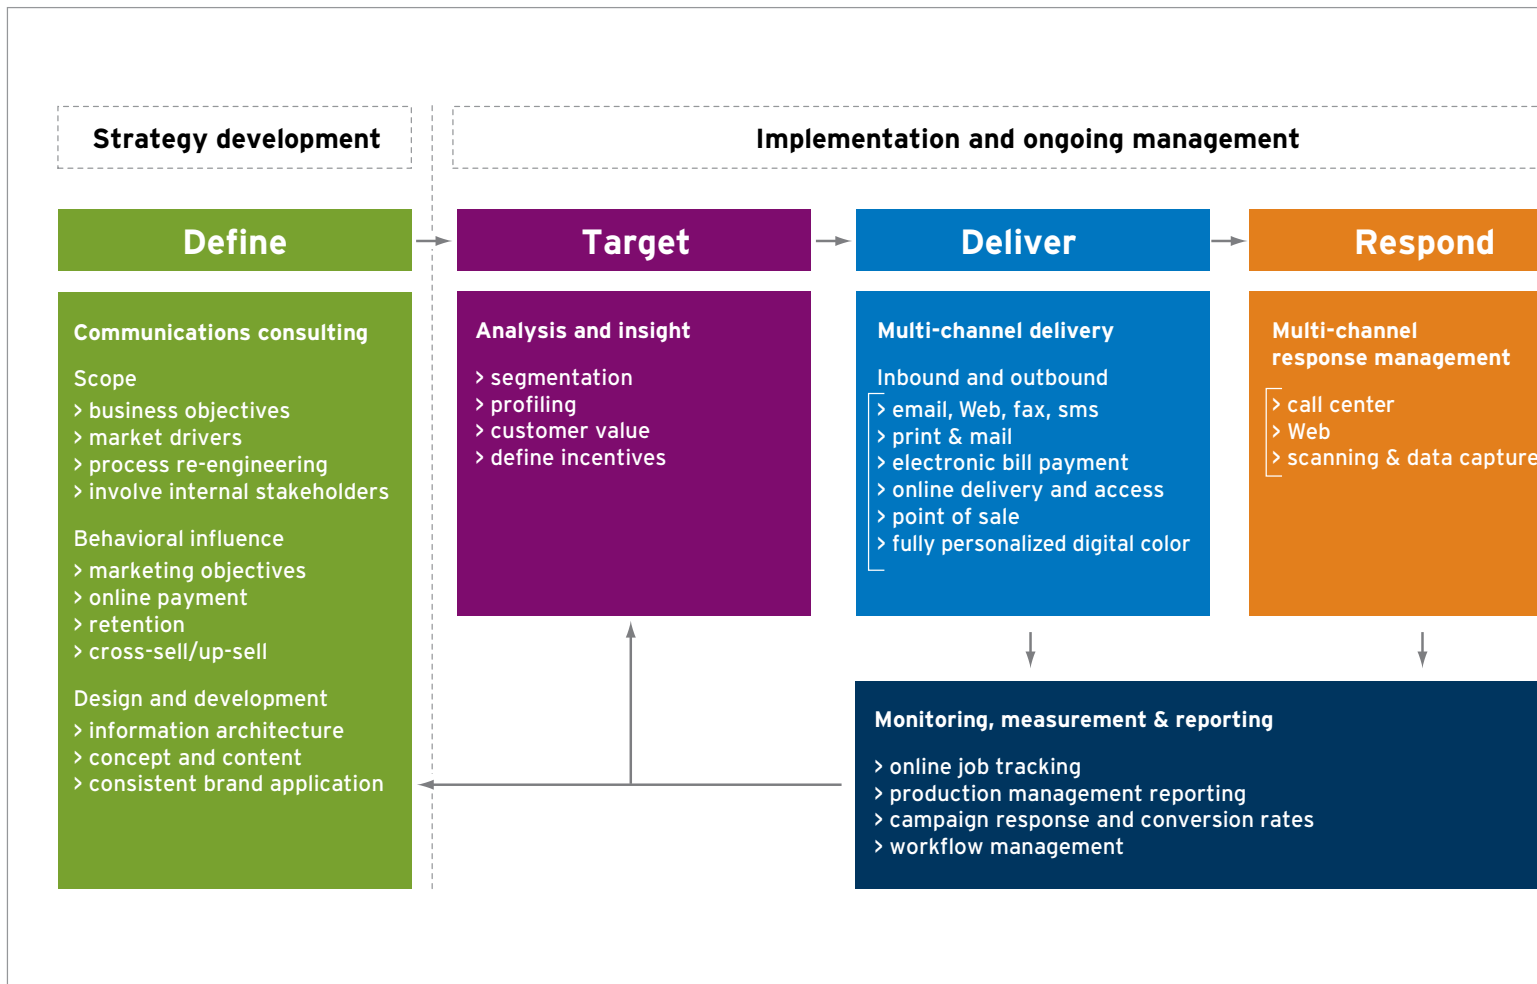 Strategy development
Implementation and ongoing management
Define
Target
Deliver
Respond
Communications consulting
Scope
> business objectives
> market drivers
> process re-engineering
> involve internal stakeholders
Behavioral influence
> marketing objectives
> online payment
> retention
> cross-sell/up-sell
Design and development
> information architecture
> concept and content
> consistent brand application
Analysis and insight
> segmentation
> profiling
> customer value
> define incentives
Multi-channel delivery
Inbound and outbound
> email, Web, fax, sms
> print & mail
> electronic bill payment
> online delivery and access
> point of sale
> fully personalized digital color
Multi-channel
response management
> call center
> Web
> scanning & data capture
Monitoring, measurement & reporting
> online job tracking
> production management reporting
> campaign response and conversion rates
> workflow management